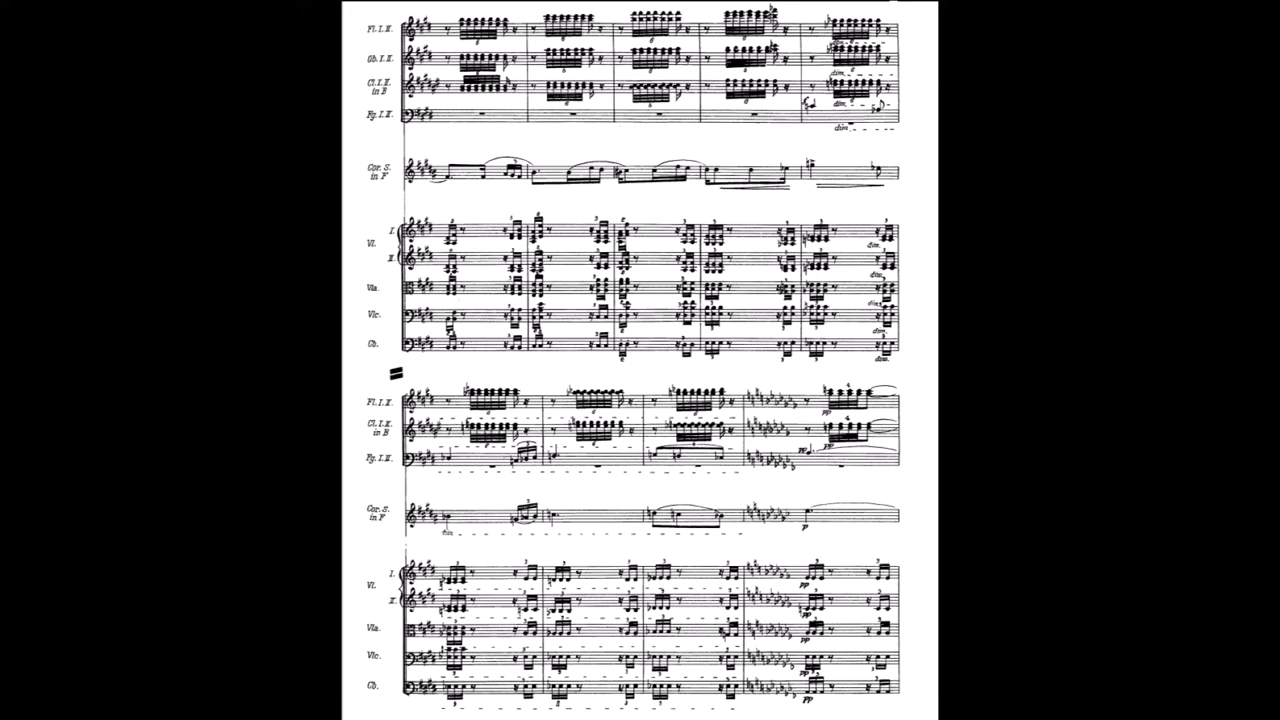 Fl. I. II.
Ob. I. II.
Cl. I. II.
in B
dim.
Fg. I. II.
dim.
dim.
Cor. S.
in F
I.
Vl.
dim.
II.
dim.
Vla.
dim.
Vlc.
dim.
Cb.
dim.
Fl. I. II.
pp
Cl. I. II.
in B
pp
Fg. I. II.
pp
Cor. S.
in F
p
dim
I.
Vl.
pp
II.
pp
Vla.
pp
Vlc.
Cb.
pp